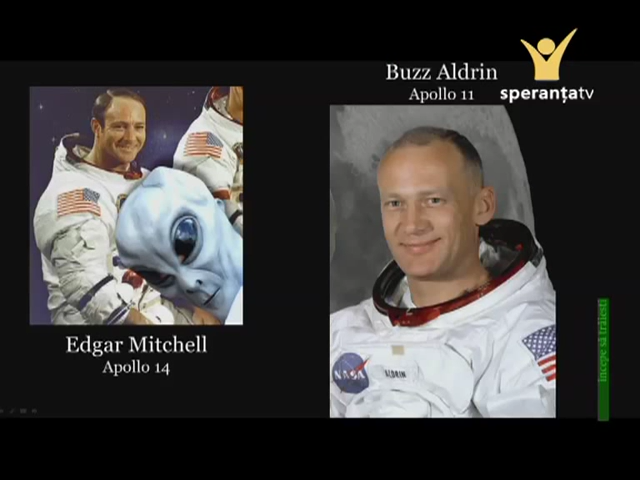 Buzz Aldrin
Apollo 11
speranțatv
Edgar Mitchell
Apollo 14
NASA
ALDRIN
începe să trăiești